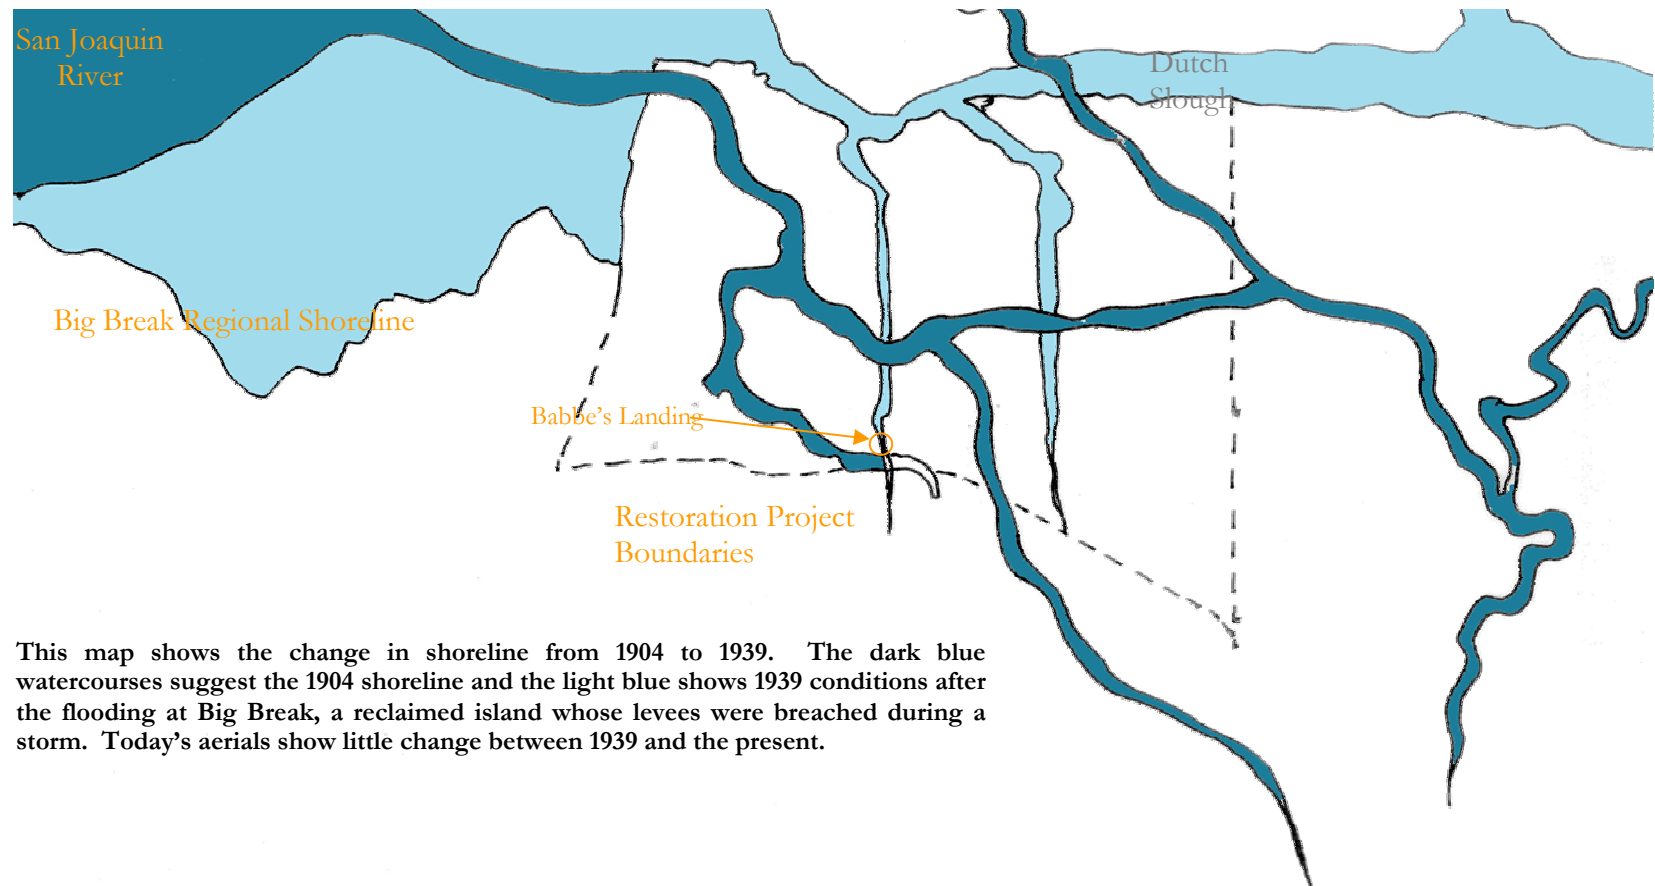 San Joaquin
River
Dutch
Slough
Big Break Regional Shoreline
Babbe's Landing
Restoration Project
Boundaries
This map shows the change in shoreline from 1904 to 1939. The dark blue
watercourses suggest the 1904 shoreline and the light blue shows 1939 conditions after
the flooding at Big Break, a reclaimed island whose levees were breached during a
storm. Today's aerials show little change between 1939 and the present.